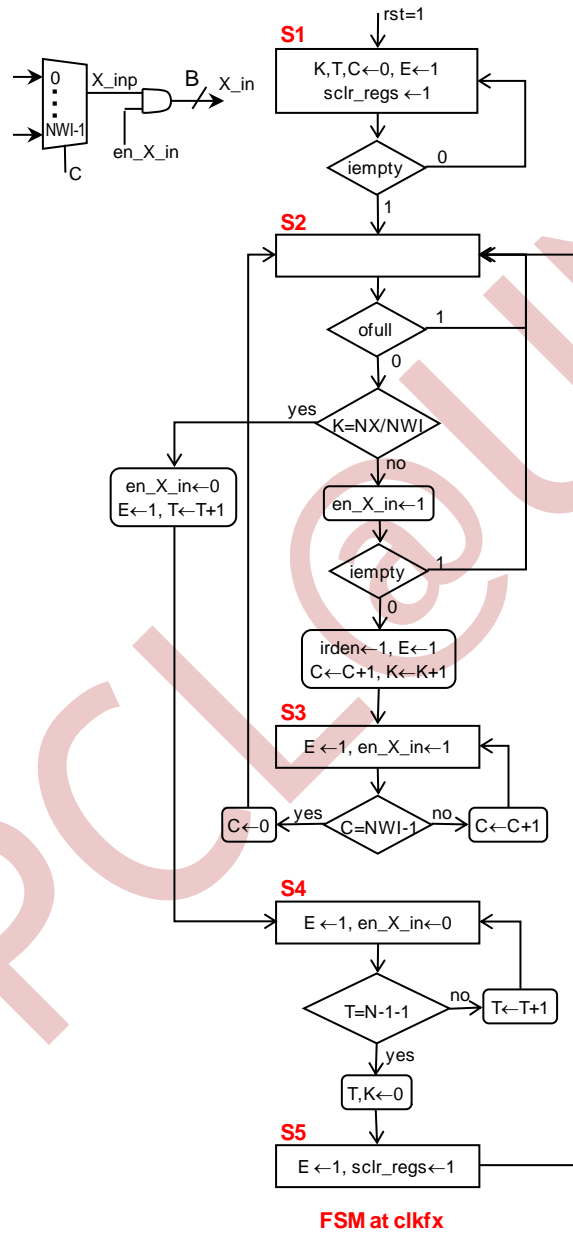 rst=1
S1
K,T,C←0, E←1
sclr_regs ←1
0
NWI-1
C
X_inp
B
X_in
en_X_in
iempty
0
1
S2
ofull
1
0
K=NX/NWI
yes
no
en_X_in←0
E←1, T←T+1
en_X_in←1
iempty
1
0
irden←1, E←1
C←C+1, K←K+1
S3
E←1, en_X_in←1
C←0
yes
C=NWI-1
no
C←C+1
S4
E←1, en_X_in←0
T=N-1-1
no
T←T+1
yes
T,K←0
S5
E←1, sclr_regs←1
FSM at clkfx